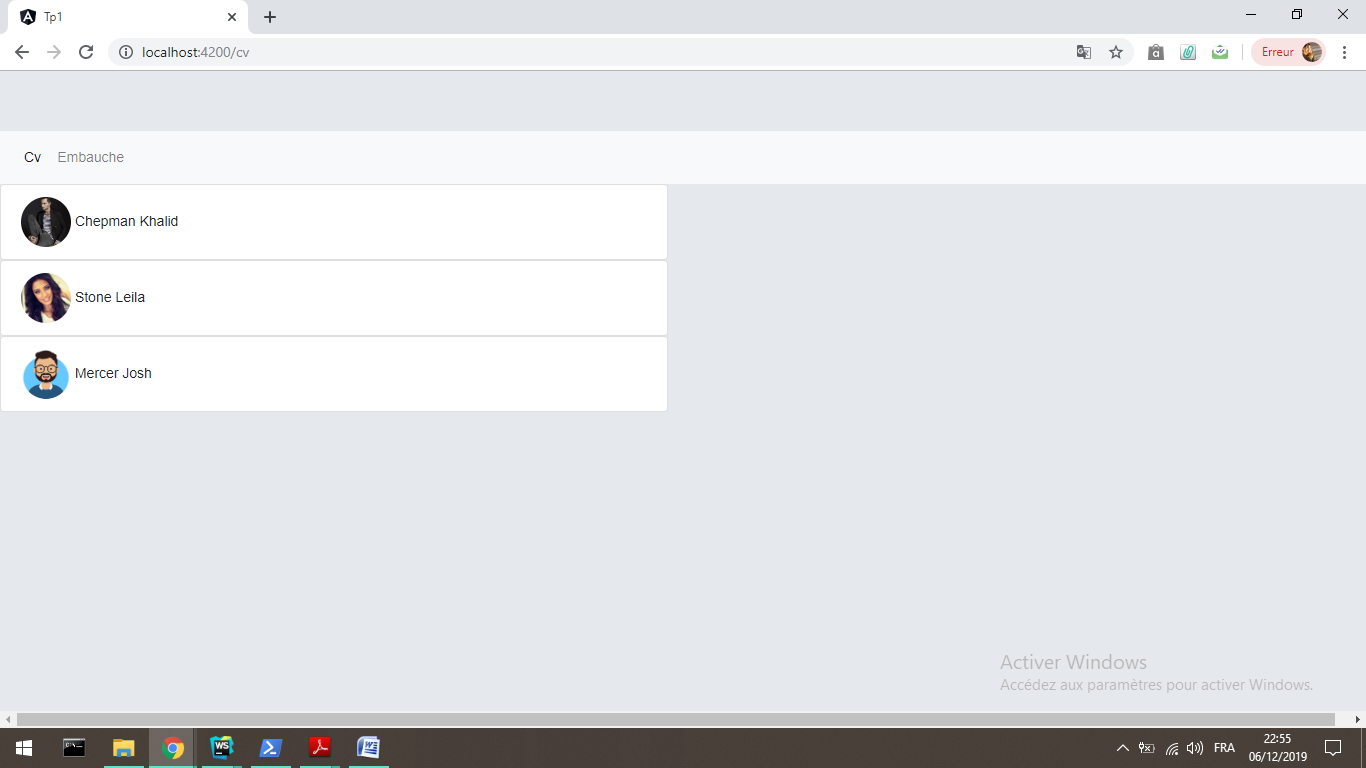 Tp1
localhost:4200/cv
a
Erreur
Cv Embauche
Chepman Khalid
Stone Leila
Mercer Josh
Activer Windows
Accédez aux paramètres pour activer Windows.
WS
W
FRA
22:55
06/12/2019